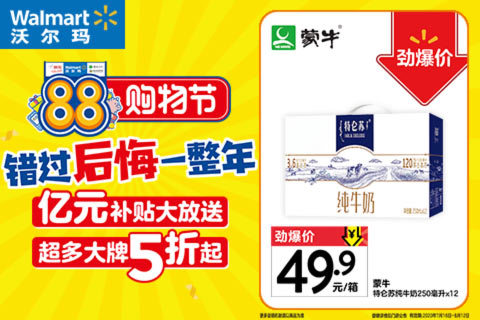 Walmart
沃尔玛
88
购物节
错过后悔一整年
亿元补贴大放送
超多大牌5折起
蒙牛
劲爆价
特仑苏
3.6
120
纯牛奶
劲爆价
¥
49.9
元/箱
蒙牛
特仑苏纯牛奶250毫升x12